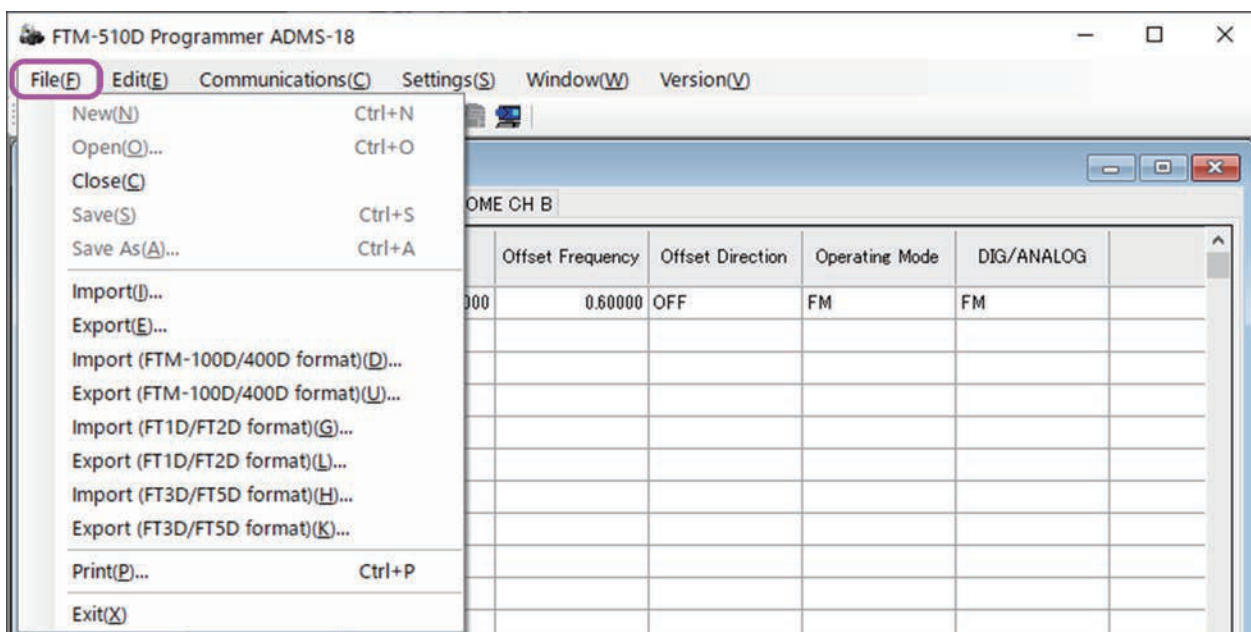 FTM-510D Programmer ADMS-18
File(F) Edit(E) Communications(C) Settings(S) Window(W) Version(V)
New(N) Ctrl+N
Open(O)... Ctrl+O
Close(C)
Save(S) Ctrl+S
Save As(A)... Ctrl+A
Import(I)...
Export(E)...
Import (FTM-100D/400D format)(D)...
Export (FTM-100D/400D format)(U)...
Import (FT1D/FT2D format)(G)...
Export (FT1D/FT2D format)(L)...
Import (FT3D/FT5D format)(H)...
Export (FT3D/FT5D format)(K)...
Print(P)... Ctrl+P
Exit(X)
OME CH B
Offset Frequency Offset Direction Operating Mode DIG/ANALOG
000 0.60000 OFF FM FM